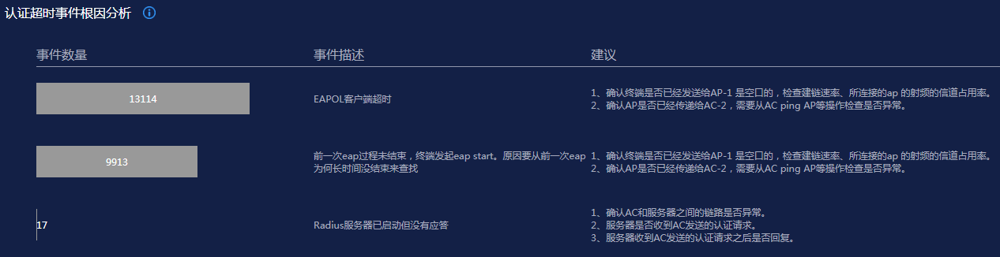 认证超时事件根因分析
事件数量 事件描述 建议
13114 EAPOL客户端超时
1、确认终端是否已经发送给AP-1 是空口的，检查建链速率、所连接的ap 的射频的信道占用率。
2、确认AP是否已经传递给AC-2，需要从AC ping AP等操作检查是否异常。
9913
前一次eap过程未结束，终端发起eap start。原因要从前一次eap
为何长时间没结束来查找
1、确认终端是否已经发送给AP-1 是空口的，检查建链速率、所连接的ap 的射频的信道占用率。
2、确认AP是否已经传递给AC-2，需要从AC ping AP等操作检查是否异常。
17 Radius服务器已启动但没有应答
1、确认AC和服务器之间的链路是否异常。
2、服务器是否收到AC发送的认证请求。
3、服务器收到AC发送的认证请求之后是否回复。